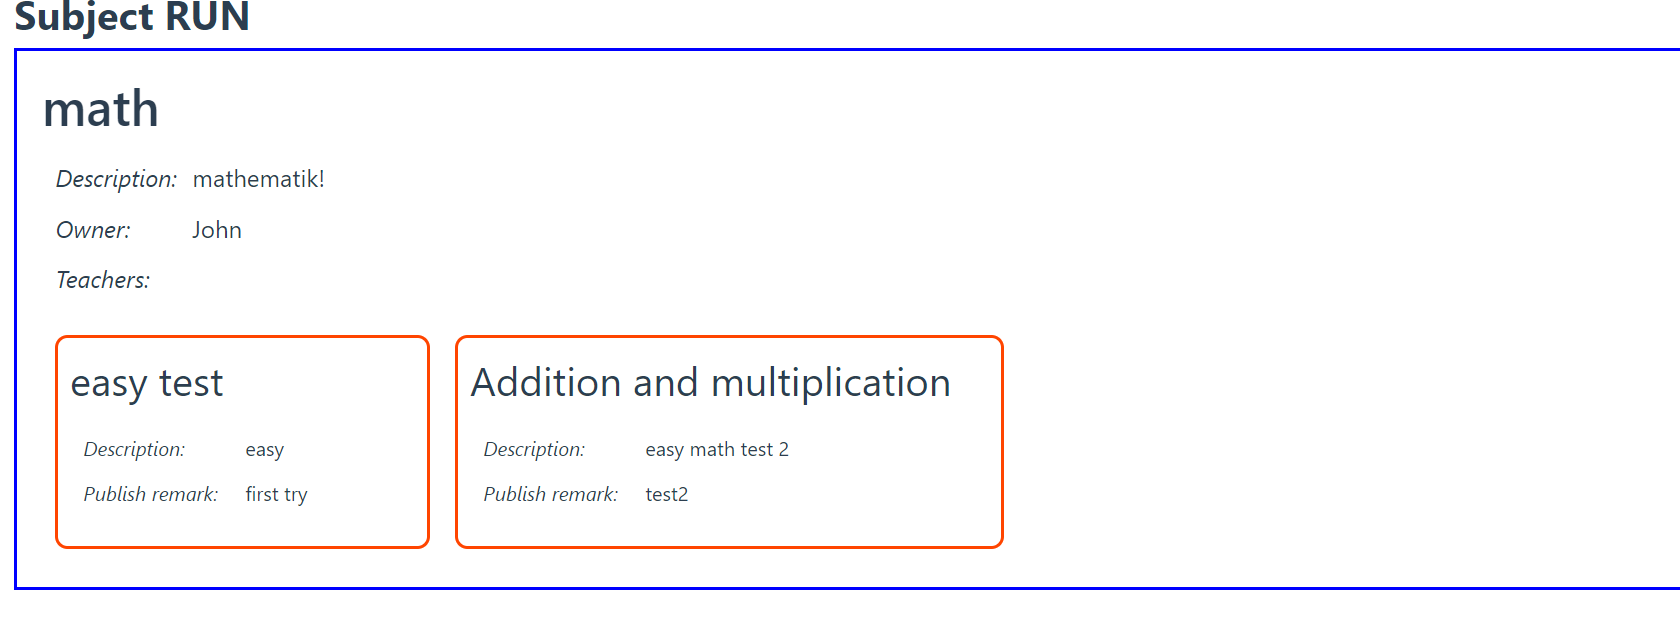 Subject RUN
math
Description: mathematik!
Owner: John
Teachers:
easy test
Description: easy
Publish remark: first try
Addition and multiplication
Description: easy math test 2
Publish remark: test2